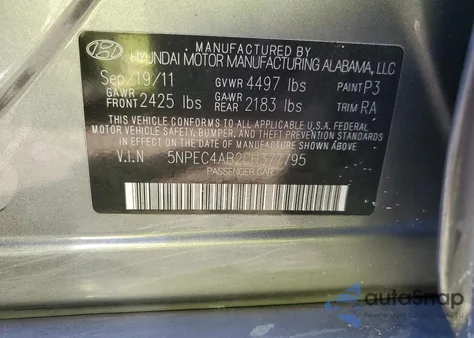 MANUFACTURED BY
HYUNDAI MOTOR MANUFACTURING ALABAMA, LLC
Sep/19/11 GVWR 4497 lbs PAINT P3
GAWR FRONT 2425 lbs GAWR REAR 2183 lbs TRIM RA
THIS VEHICLE CONFORMS TO ALL APPLICABLE U.S.A. FEDERAL
MOTOR VEHICLE SAFETY, BUMPER, AND THEFT PREVENTION
STANDARDS IN EFFECT ON THE DATE OF MANUFACTURE SHOWN ABOVE.
V.I.N 5NPEC4AB2CH377795
PASSENGER CAR
autoSnap